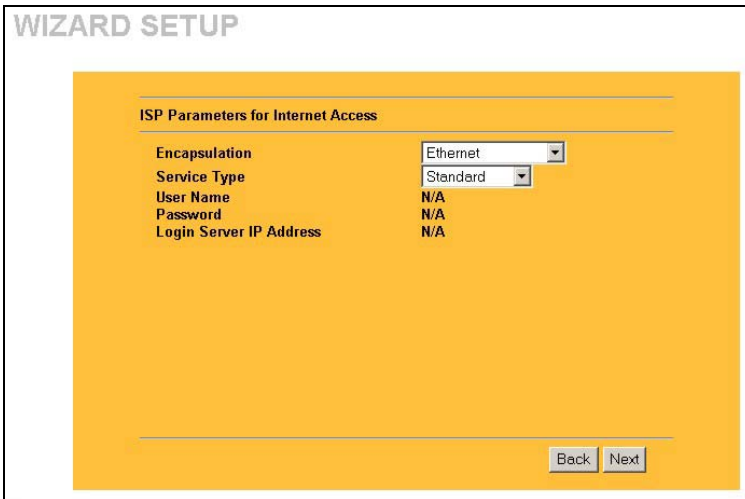 WIZARD SETUP
ISP Parameters for Internet Access
Encapsulation Ethernet
Service Type Standard
User Name N/A
Password N/A
Login Server IP Address N/A
Back Next